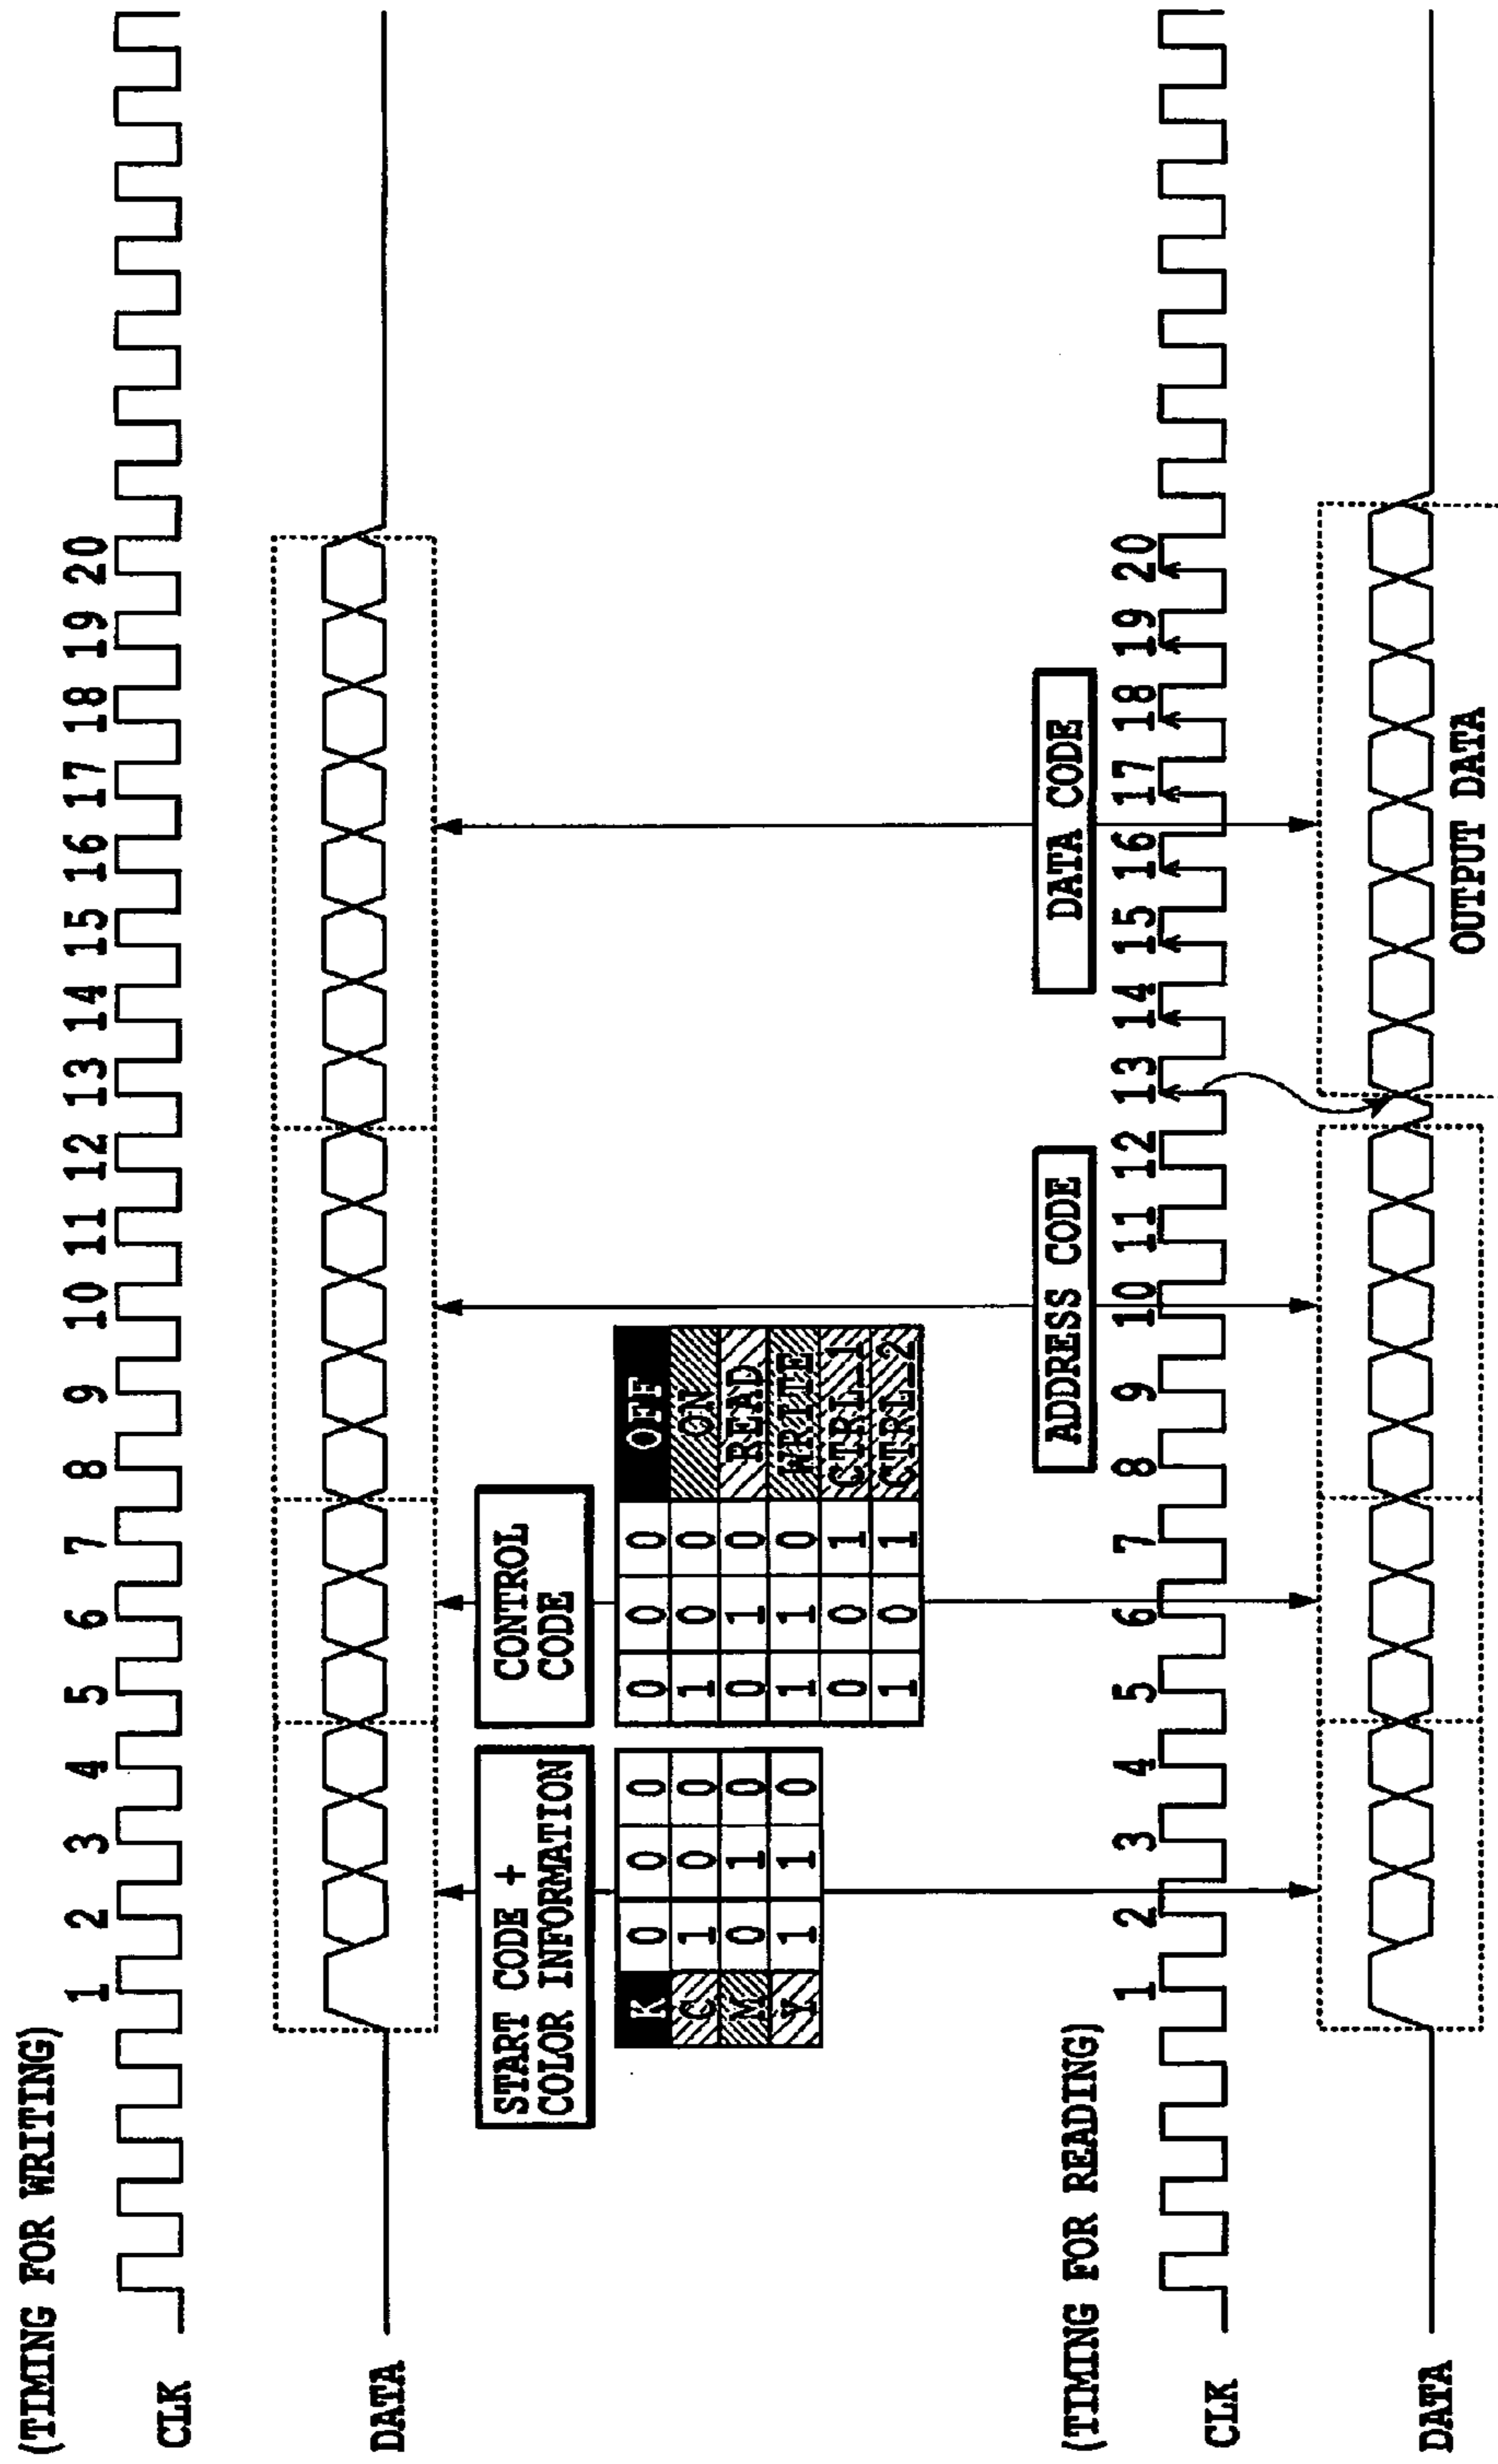 (TIMING FOR WRITING)
1 2 3 4 5 6 7 8 9 10 11 12 13 14 15 16 17 18 19 20
CLK
DATA
START CODE +
COLOR INFORMATION
K 0 0 0
C 1 0 0
M 0 1 0
Y 1 1 0
CONTROL
CODE
0 0 0 OFF
1 0 0 ON
0 1 0 READ
1 1 0 WRITE
0 0 1 CTRL_1
1 0 1 CTRL_2
ADDRESS CODE
DATA CODE
(TIMING FOR READING)
1 2 3 4 5 6 7 8 9 10 11 12 13 14 15 16 17 18 19 20
CLK
DATA
OUTPUT DATA